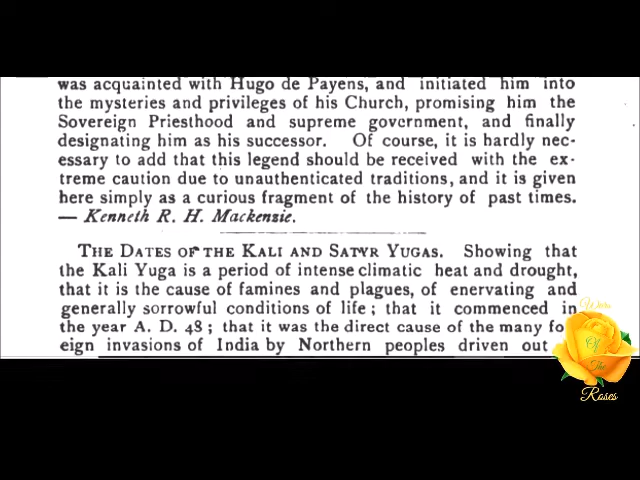 was acquainted with Hugo de Payens, and initiated him into
the mysteries and privileges of his Church, promising him the
Sovereign Priesthood and supreme government, and finally
designating him as his successor. Of course, it is hardly nec-
essary to add that this legend should be received with the ex-
treme caution due to unauthenticated traditions, and it is given
here simply as a curious fragment of the history of past times.
— Kenneth R. H. Mackenzie.
THE DATES OF THE KALI AND SATYR YUGAS. Showing that
the Kali Yuga is a period of intense climatic heat and drought,
that it is the cause of famines and plagues, of enervating and
generally sorrowful conditions of life; that it commenced in
the year A. D. 48; that it was the direct cause of the many fo
eign invasions of India by Northern peoples driven out
Of
The
Roses